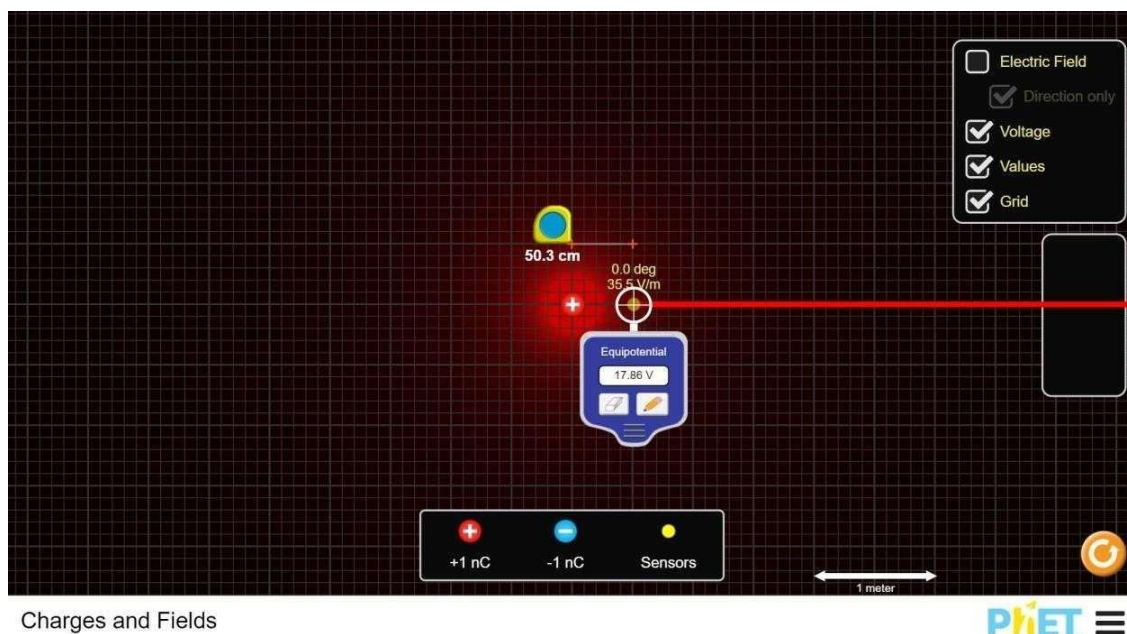 Electric Field
Direction only
Voltage
Values
Grid
50.3 cm
0.0 deg
35.5 V/m
Equipotential
17.86 V
+1 nC
-1 nC
Sensors
1 meter
Charges and Fields
PhET